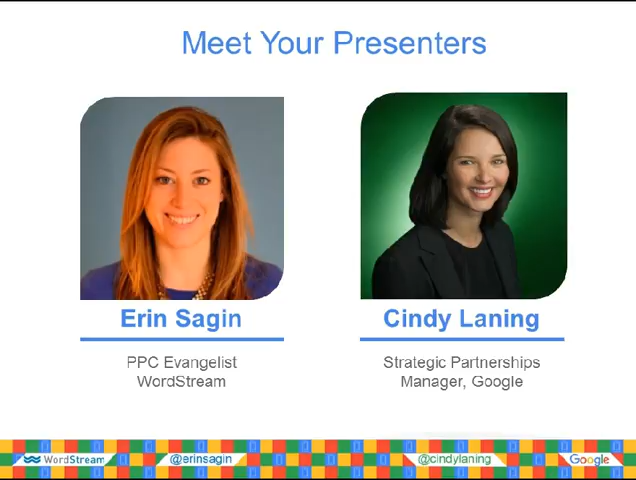 Meet Your Presenters
Erin Sagin
Cindy Laning
PPC Evangelist
WordStream
Strategic Partnerships
Manager, Google
WordStream
@erinsagin
@cindylaning
Google